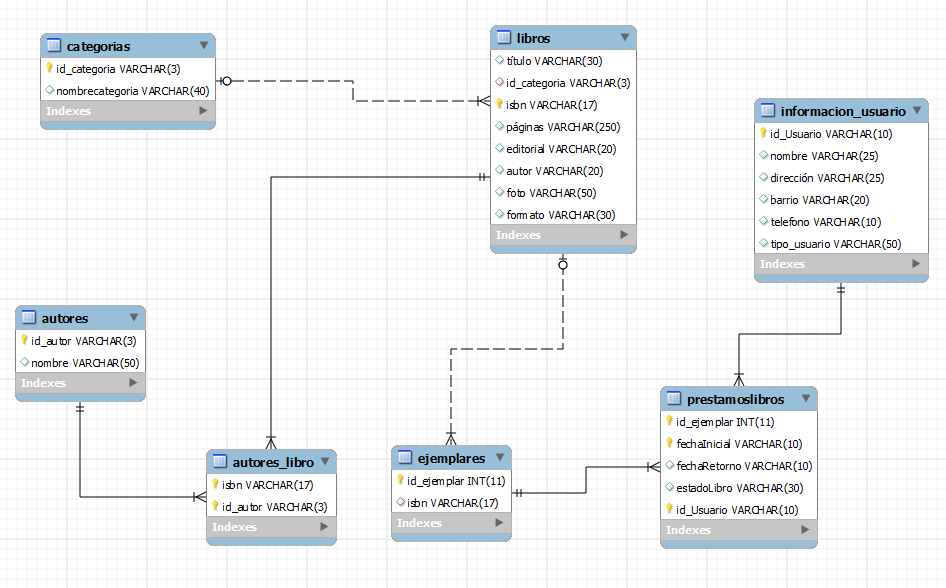 categorias
id_categoria VARCHAR(3)
nombrecategoria VARCHAR(40)
Indexes
libros
título VARCHAR(30)
id_categoria VARCHAR(3)
isbn VARCHAR(17)
páginas VARCHAR(250)
editorial VARCHAR(20)
autor VARCHAR(20)
foto VARCHAR(50)
formato VARCHAR(30)
Indexes
informacion_usuario
id_Usuario VARCHAR(10)
nombre VARCHAR(25)
dirección VARCHAR(25)
barrio VARCHAR(20)
telefono VARCHAR(10)
tipo_usuario VARCHAR(50)
Indexes
autores
id_autor VARCHAR(3)
nombre VARCHAR(50)
Indexes
autores_libro
isbn VARCHAR(17)
id_autor VARCHAR(3)
Indexes
ejemplares
id_ejemplar INT(11)
isbn VARCHAR(17)
Indexes
prestamoslibros
id_ejemplar INT(11)
fechaInicial VARCHAR(10)
fechaRetorno VARCHAR(10)
estadoLibro VARCHAR(30)
id_Usuario VARCHAR(10)
Indexes